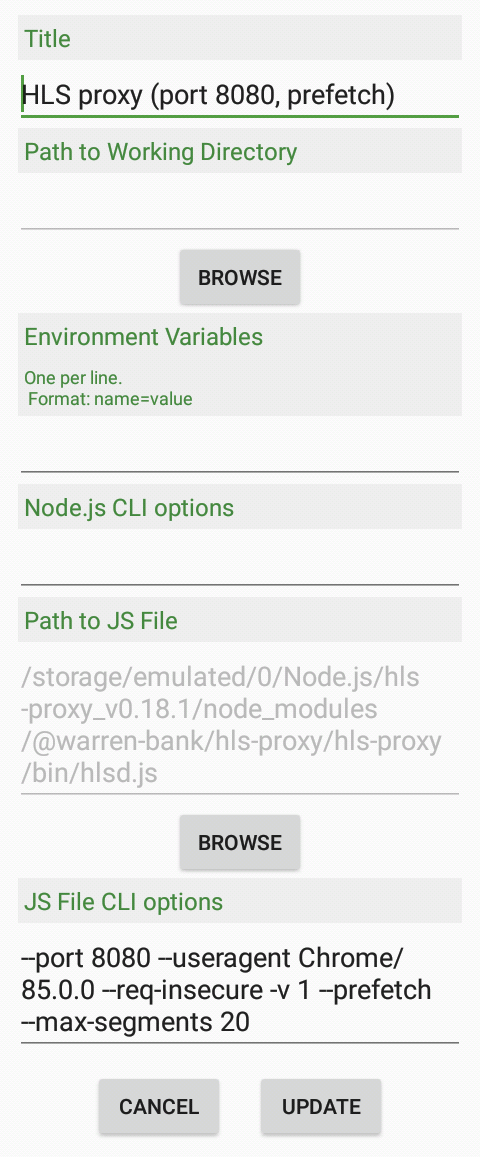 Title
HLS proxy (port 8080, prefetch)
Path to Working Directory
BROWSE
Environment Variables
One per line.
Format: name=value
Node.js CLI options
Path to JS File
/storage/emulated/0/Node.js/hls
-proxy_v0.18.1/node_modules
/@warren-bank/hls-proxy/hls-proxy
/bin/hlsd.js
BROWSE
JS File CLI options
--port 8080 --useragent Chrome/
85.0.0 --req-insecure -v 1 --prefetch
--max-segments 20
CANCEL UPDATE